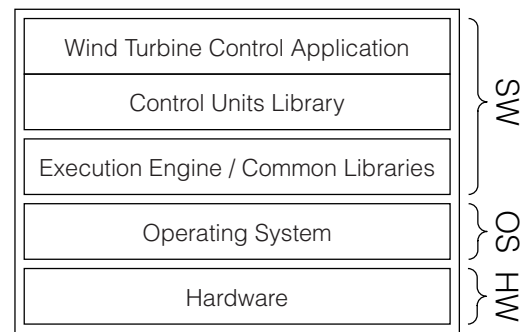 Wind Turbine Control Application
Control Units Library
Execution Engine / Common Libraries
SW
Operating System
OS
Hardware
HW